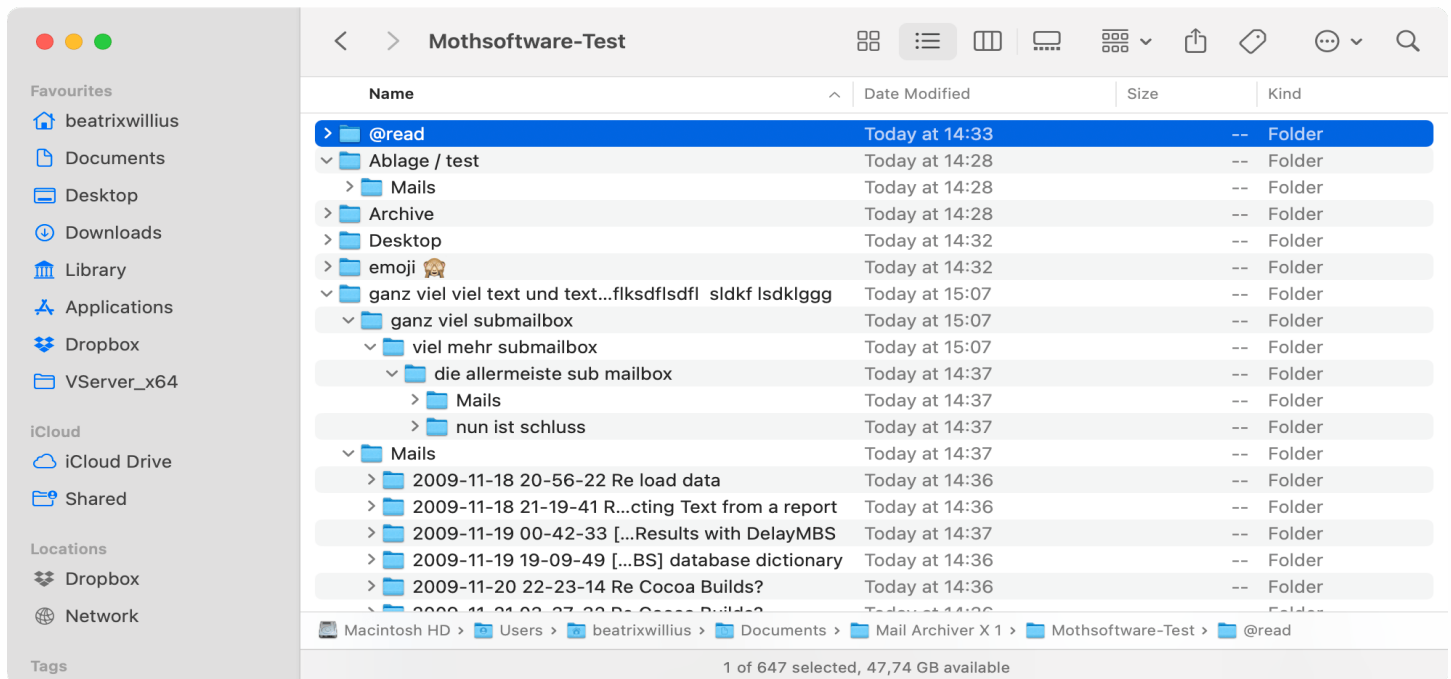 Mothsoftware-Test
Favourites
beatrixwillius
Documents
Desktop
Downloads
Library
Applications
Dropbox
VServer_x64
iCloud
iCloud Drive
Shared
Locations
Dropbox
Network
Tags
Name Date Modified Size Kind
@read Today at 14:33 -- Folder
Ablage / test Today at 14:28 -- Folder
Mails Today at 14:28 -- Folder
Archive Today at 14:28 -- Folder
Desktop Today at 14:32 -- Folder
emoji 🙈 Today at 14:32 -- Folder
ganz viel viel text und text...flksdflsdfl  sldkf lsdklggg Today at 15:07 -- Folder
ganz viel submailbox Today at 15:07 -- Folder
viel mehr submailbox Today at 15:07 -- Folder
die allermeiste sub mailbox Today at 14:37 -- Folder
Mails Today at 14:37 -- Folder
nun ist schluss Today at 14:37 -- Folder
Mails Today at 14:37 -- Folder
2009-11-18 20-56-22 Re load data Today at 14:36 -- Folder
2009-11-18 21-19-41 R...cting Text from a report Today at 14:36 -- Folder
2009-11-19 00-42-33 [...Results with DelayMBS Today at 14:37 -- Folder
2009-11-19 19-09-49 [...BS] database dictionary Today at 14:36 -- Folder
2009-11-20 22-23-14 Re Cocoa Builds? Today at 14:36 -- Folder
Macintosh HD › Users › beatrixwillius › Documents › Mail Archiver X 1 › Mothsoftware-Test › @read
1 of 647 selected, 47,74 GB available